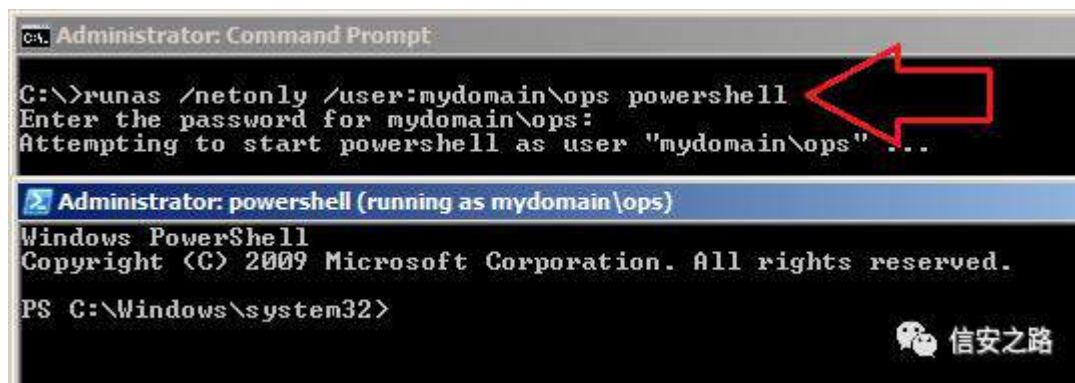 Administrator: Command Prompt
C:\>runas /netonly /user:mydomain\ops powershell
Enter the password for mydomain\ops:
Attempting to start powershell as user "mydomain\ops" ...
Administrator: powershell (running as mydomain\ops)
Windows PowerShell
Copyright (C) 2009 Microsoft Corporation. All rights reserved.
PS C:\Windows\system32>
信安之路